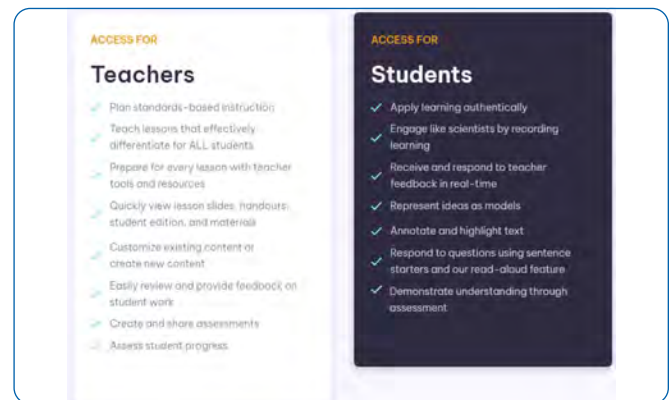 ACCESS FOR
Teachers
Plan standards-based instruction
Teach lessons that effectively
differentiate for ALL students
Prepare for every lesson with teacher
tools and resources
Quickly view lesson slides, handouts,
student edition, and materials
Customize existing content or
create new content
Easily review and provide feedback on
student work
Create and share assessments
Assess student progress
ACCESS FOR
Students
Apply learning authentically
Engage like scientists by recording
learning
Receive and respond to teacher
feedback in real-time
Represent ideas as models
Annotate and highlight text
Respond to questions using sentence
starters and our read-aloud feature
Demonstrate understanding through
assessment